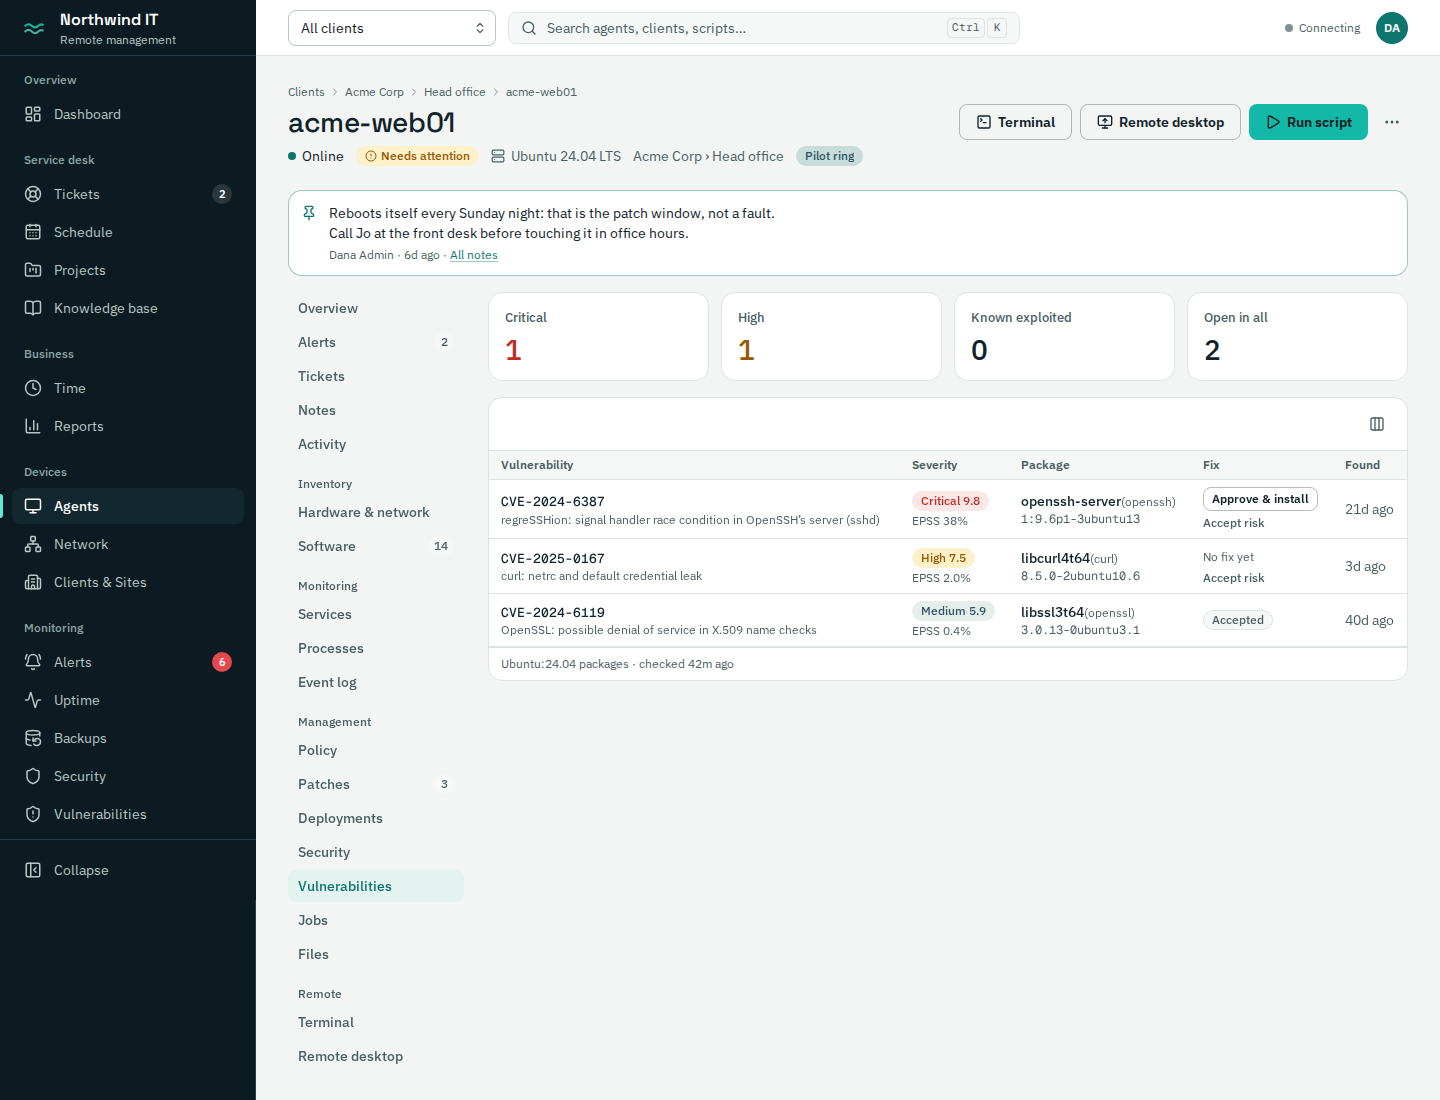 Northwind IT
Remote management
Overview
Dashboard
Service desk
Tickets 2
Schedule
Projects
Knowledge base
Business
Time
Reports
Devices
Agents
Network
Clients & Sites
Monitoring
Alerts 6
Uptime
Backups
Security
Vulnerabilities
Collapse
All clients
Search agents, clients, scripts... Ctrl K
Connecting DA
Clients > Acme Corp > Head office > acme-web01
acme-web01
Terminal
Remote desktop
Run script
Online Needs attention Ubuntu 24.04 LTS Acme Corp › Head office Pilot ring
Reboots itself every Sunday night: that is the patch window, not a fault.
Call Jo at the front desk before touching it in office hours.
Dana Admin · 6d ago · All notes
Overview
Alerts 2
Tickets
Notes
Activity
Inventory
Hardware & network
Software 14
Monitoring
Services
Processes
Event log
Management
Policy
Patches 3
Deployments
Security
Vulnerabilities
Jobs
Files
Remote
Terminal
Remote desktop
Critical
1
High
1
Known exploited
0
Open in all
2
Vulnerability Severity Package Fix Found
CVE-2024-6387 Critical 9.8 openssh-server(openssh) Approve & install 21d ago
regreSSHion: signal handler race condition in OpenSSH's server (sshd) EPSS 38% 1:9.6p1-3ubuntu13 Accept risk
CVE-2025-0167 High 7.5 libcurl4t64(curl) No fix yet 3d ago
curl: netrc and default credential leak EPSS 2.0% 8.5.0-2ubuntu10.6 Accept risk
CVE-2024-6119 Medium 5.9 libssl3t64(openssl) Accepted 40d ago
OpenSSL: possible denial of service in X.509 name checks EPSS 0.4% 3.0.13-0ubuntu3.1
Ubuntu:24.04 packages · checked 42m ago